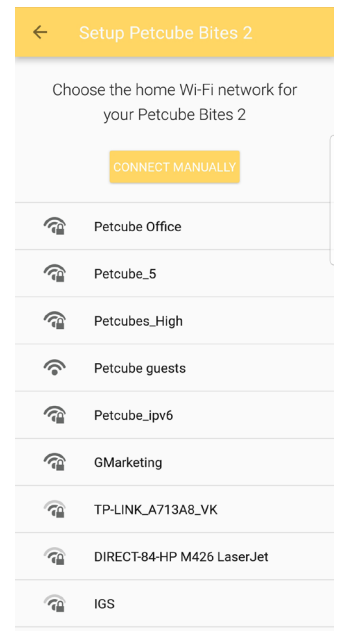 Setup Petcube Bites 2
Choose the home Wi-Fi network for
your Petcube Bites 2
CONNECT MANUALLY
Petcube Office
Petcube_5
Petcubes_High
Petcube guests
Petcube_ipv6
GMarketing
TP-LINK_A713A8_VK
DIRECT-84-HP M426 LaserJet
IGS